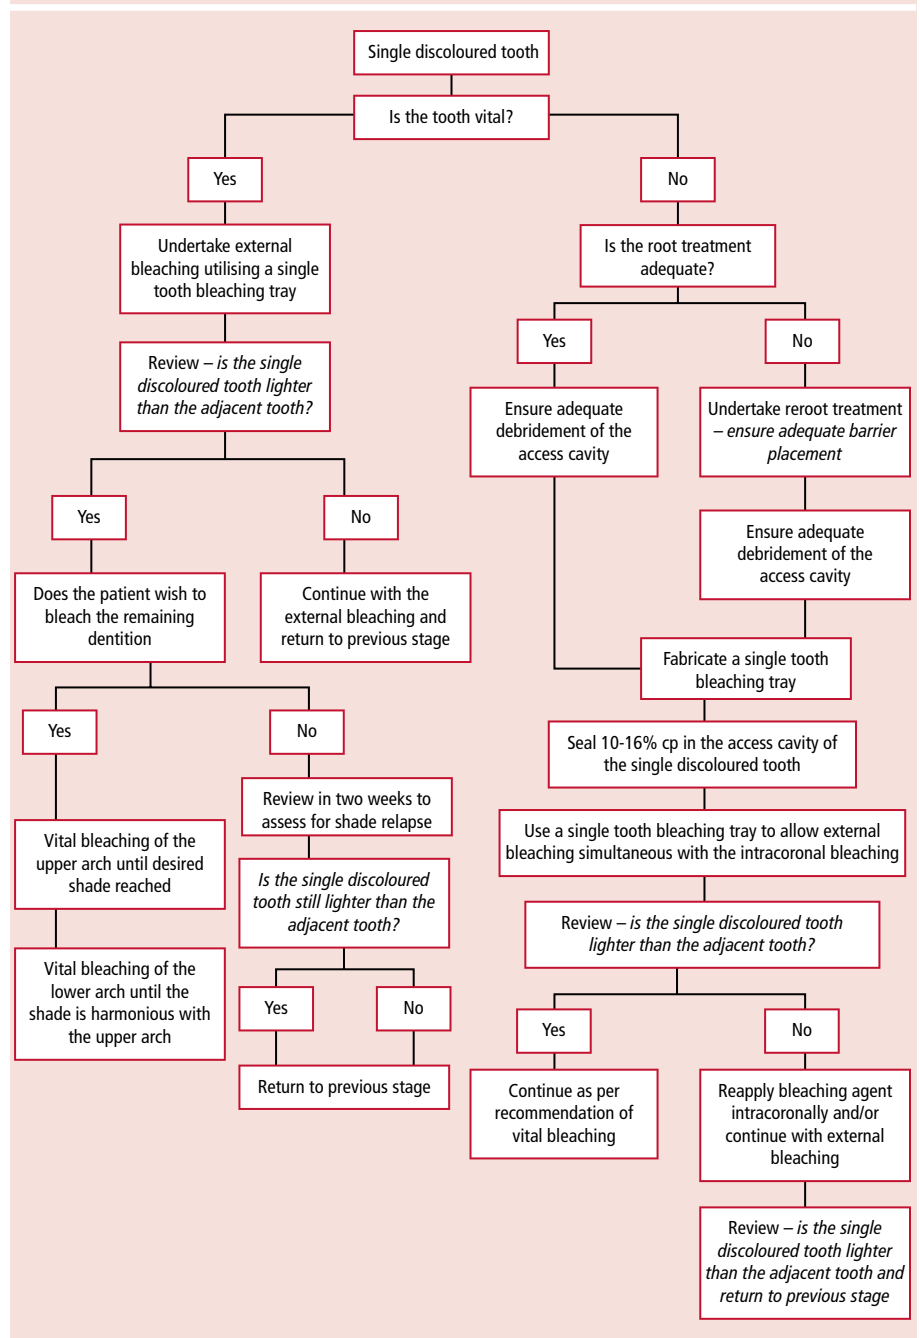 Single discoloured tooth
Is the tooth vital?
Yes
No
Undertake external
bleaching utilising a single
tooth bleaching tray
Review – is the single
discoloured tooth lighter
than the adjacent tooth?
Yes
No
Does the patient wish to
bleach the remaining
dentition
Continue with the
external bleaching and
return to previous stage
Yes
No
Vital bleaching of the
upper arch until desired
shade reached
Vital bleaching of the
lower arch until the
shade is harmonious with
the upper arch
Review in two weeks to
assess for shade relapse
Is the single discoloured
tooth still lighter than the
adjacent tooth?
Yes
No
Return to previous stage
Is the root treatment
adequate?
Yes
No
Ensure adequate
debridement of the
access cavity
Undertake reroot treatment
– ensure adequate barrier
placement
Ensure adequate
debridement of the
access cavity
Fabricate a single tooth
bleaching tray
Seal 10-16% cp in the access cavity of
the single discoloured tooth
Use a single tooth bleaching tray to allow external
bleaching simultaneous with the intracoronal bleaching
Review – is the single discoloured tooth
lighter than the adjacent tooth?
Yes
No
Continue as per
recommendation of
vital bleaching
Reapply bleaching agent
intracoronally and/or
continue with external
bleaching
Review – is the single
discoloured tooth lighter
than the adjacent tooth and
return to previous stage